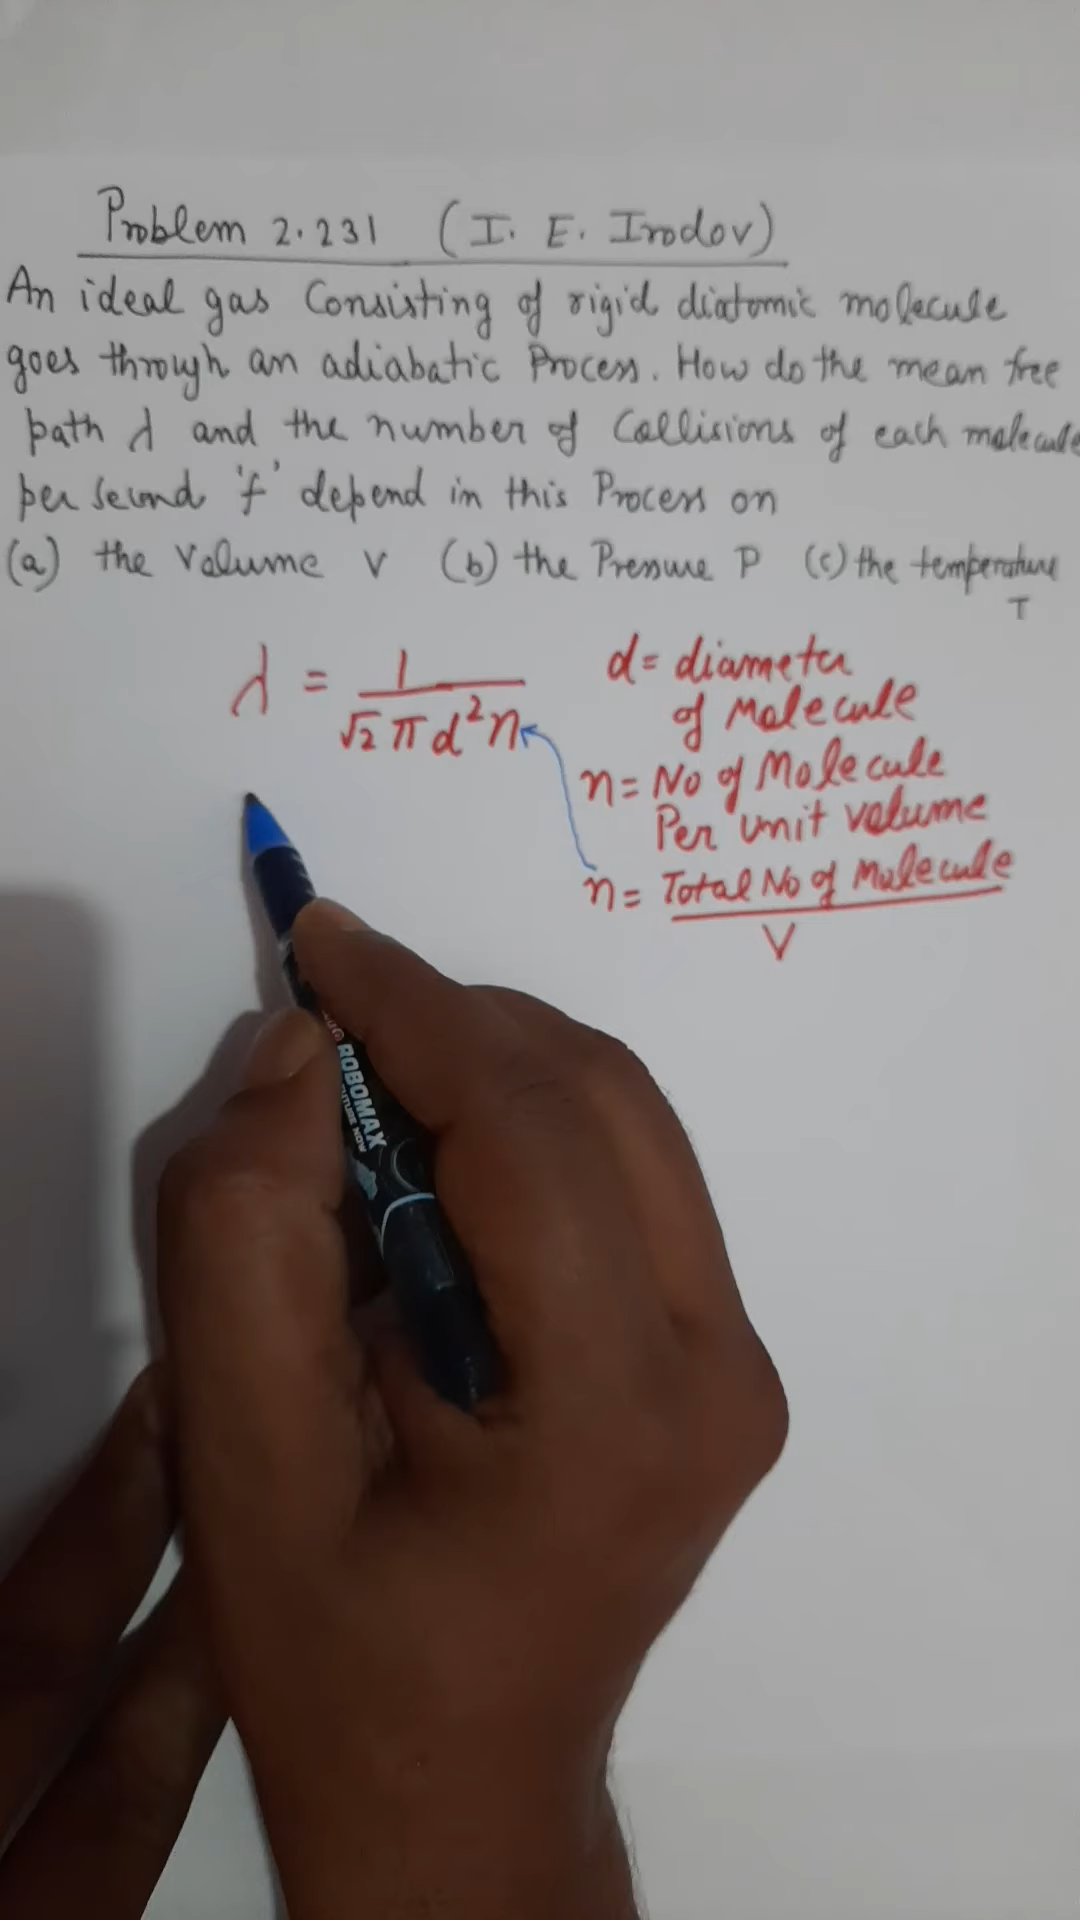 Problem 2.231 (I. E. Irodov)
An ideal gas Consisting of rigid diatomic molecule
goes through an adiabatic Process. How do the mean free
path λ and the number of Collisions of each molecule
per second 'f' depend in this Process on
(a) the Volume V (b) the Pressure P (c) the temperature
T
λ = 1 / √2 π d² n
d = diameter
of Molecule
n = No of Molecule
Per unit volume
n = Total No of Molecule / V
ROBOMAX